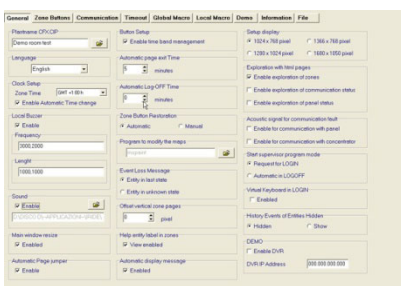 General Zone Buttons Communication Timeout Global Macro Local Macro Demo Information File
Plantname CFX:CIP
Demo room test
Language
English
Clock Setup
Zone Time GMT +1:00 h
Enable Automatic Time change
Local Buzzer
Enable
Frequency
3000.2000
Lenght
1000.1000
Sound
Enable
Main window resize
Enabled
Automatic Page jumper
Enable
Button Setup
Enable time band management
Automatic page exit Time
minutes
Automatic Log-OFF Time
0 minutes
Zone Button Restoration
Automatic Manual
Program to modify the maps
mspaint
Event Loss Message
Entity in last state
Entity in unknown state
Offset vertical zone pages
0 pixel
Help entity label in zones
View enabled
Automatic display message
Enabled
Setup display
1024 x 768 pixel 1366 x 768 pixel
1280 x 1024 pixel 1680 x 1050 pixel
Exploration with html pages
Enable exploration of zones
Enable exploration of communication status
Enable exploration of panel status
Acoustic signal for communication fault
Enable for communication with panel
Enable for communication with concentrator
Start supervisor program mode
Request for LOGIN
Automatic in LOGOFF
Virtual Keyboard in LOGIN
Enabled
History Events of Entities Hidden
Hidden Show
DEMO
Enable DVR
DVR IP Address 000.000.000.000